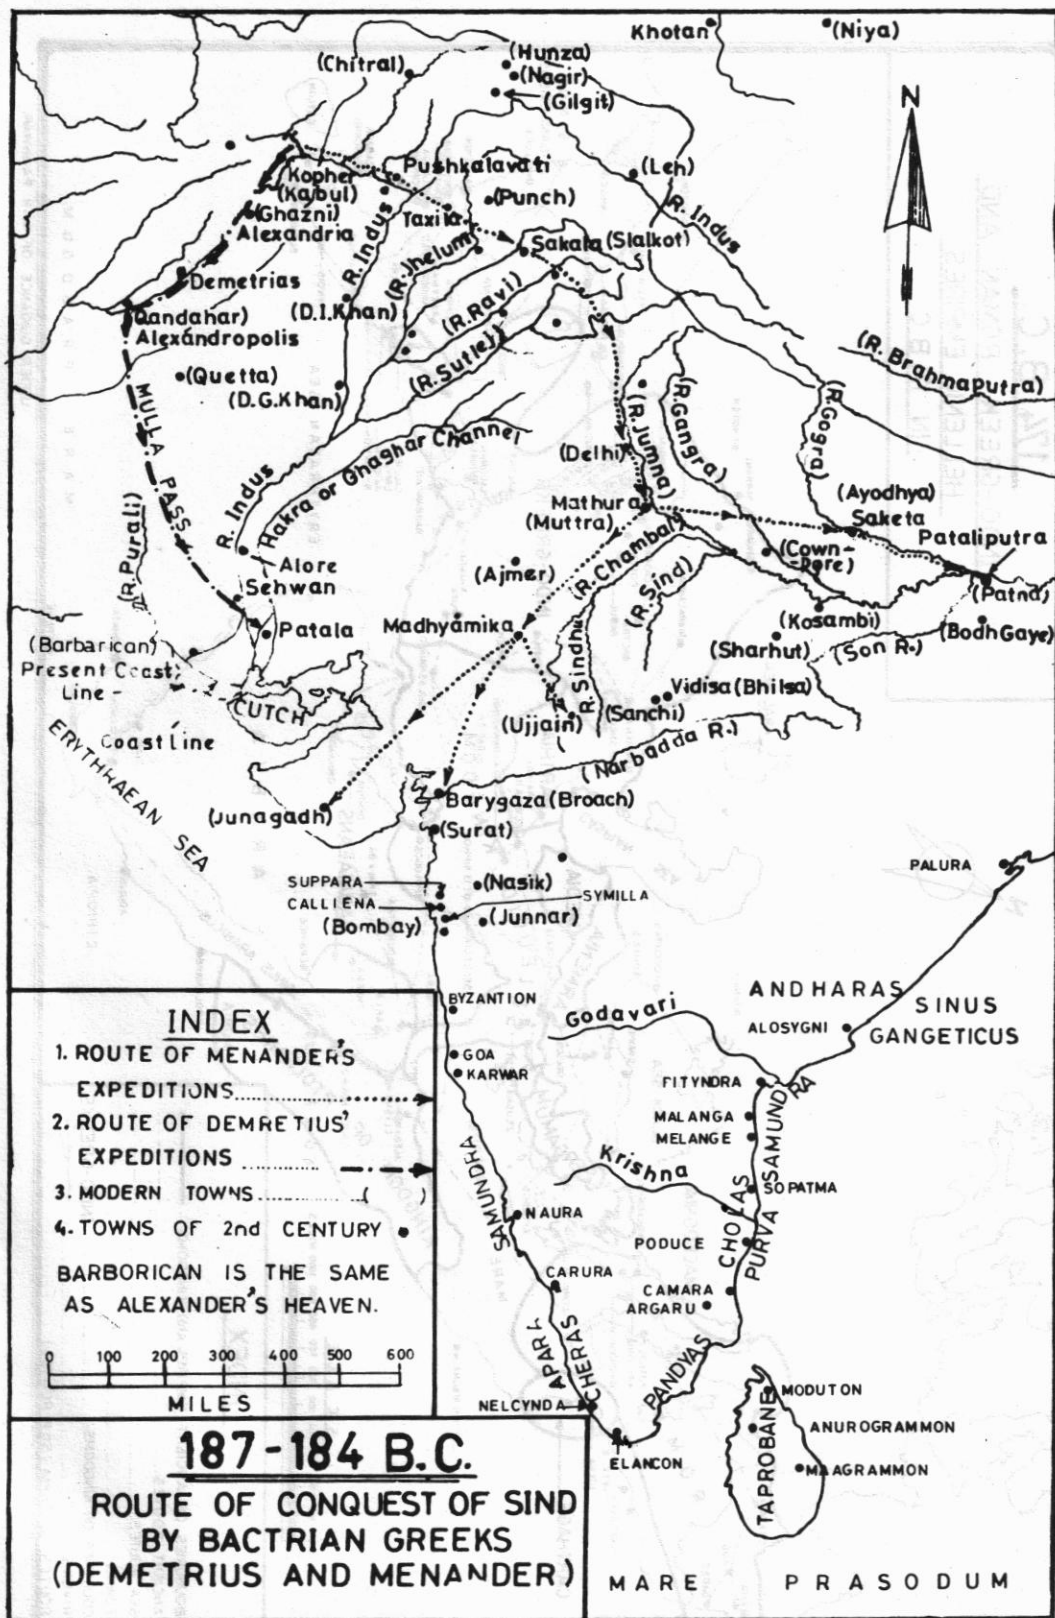 Khotan
(Niya)
(Hunza)
(Chitral)
(Nagir)
(Gilgit)
N
Pushkalavati
Kophen
(Kabul)
(Ghazni)
Alexandria
(Leh)
(Punch)
Taxila
R. Indus
R. Indus
(R. Jhelum)
Sakala (Sialkot)
Demetrias
(D.I.Khan)
(R. Ravi)
(Qandahar)
Alexandropolis
(R. Sutlej)
(R. Brahmaputra)
(Quetta)
(D.G.Khan)
MULLA PASS
(R. Jumna)
(R.Gangra)
(R.Gogra)
Hakra or Ghaghar Channel
R. Indus
(Delhi)
(Ayodhya)
Saketa
Mathura
(Muttra)
Pataliputra
(Patna)
(R.Purali)
Alore
Sehwan
(Ajmer)
(R.Chambal)
(R.Sind)
(Cown-
-Pore)
(Kosambi)
(Bodh Gaye)
Patala
Madhyamika
(Sharhut)
(Son R.)
(Barbarican)
Present Coast
Line -
R. Sindhu
Vidisa (Bhilsa)
(Sanchi)
CUTCH
(Ujjain)
Coast Line
(Narbadda R.)
ERYTHRAEAN SEA
(Junagadh)
Barygaza (Broach)
(Surat)
PALURA
SUPPARA
(Nasik)
CALLIENA
SYMILLA
(Bombay)
(Junnar)
BYZANTION
Godavari
ANDHARAS
SINUS
GANGETICUS
ALOSYGNI
GOA
KARWAR
FITYNDRA
MALANGA
MELANGE
Krishna
PURVA SAMUNDRA
SOPATMA
APARA SAMUNDHA
NAURA
CHOLAS
PODUCE
CARURA
CAMARA
ARGARU
CHERAS
PANDYAS
NELCYNDA
ELANCON
MODUTON
ANUROGRAMMON
TAPROBANE
MAAGRAMMON
MARE PRASODUM
INDEX
1. ROUTE OF MENANDER'S
EXPEDITIONS
2. ROUTE OF DEMRETIUS'
EXPEDITIONS
3. MODERN TOWNS ( )
4. TOWNS OF 2nd CENTURY
BARBORICAN IS THE SAME
AS ALEXANDER'S HEAVEN.
0 100 200 300 400 500 600
MILES
187-184 B.C.
ROUTE OF CONQUEST OF SIND
BY BACTRIAN GREEKS
(DEMETRIUS AND MENANDER)